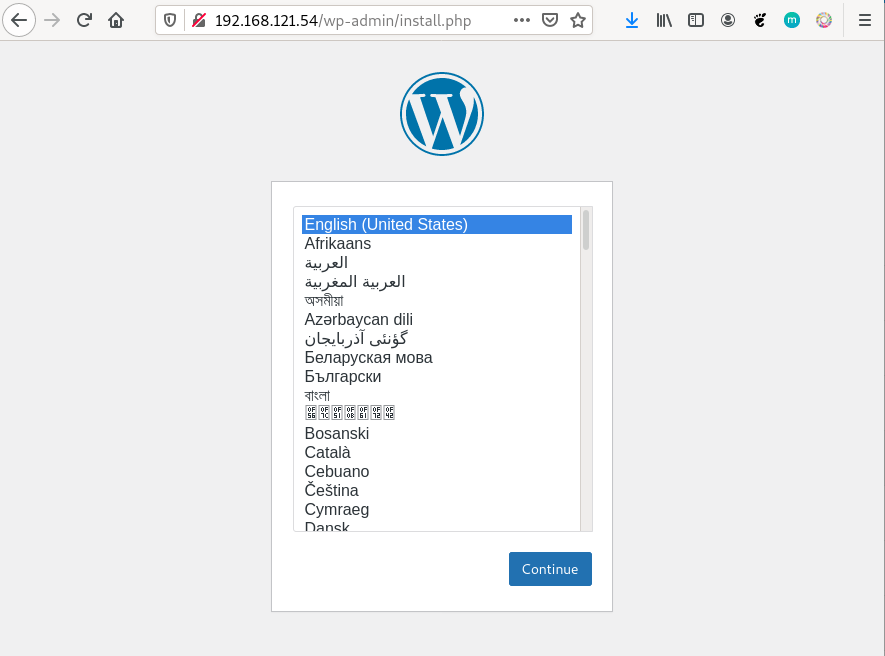 192.168.121.54/wp-admin/install.php
English (United States)
Afrikaans
العربية
العربية المغربية
অসমীয়া
Azərbaycan dili
گؤنئی آذربایجان
Беларуская мова
Български
বাংলা
Bosanski
Català
Cebuano
Čeština
Cymraeg
Dansk
Continue